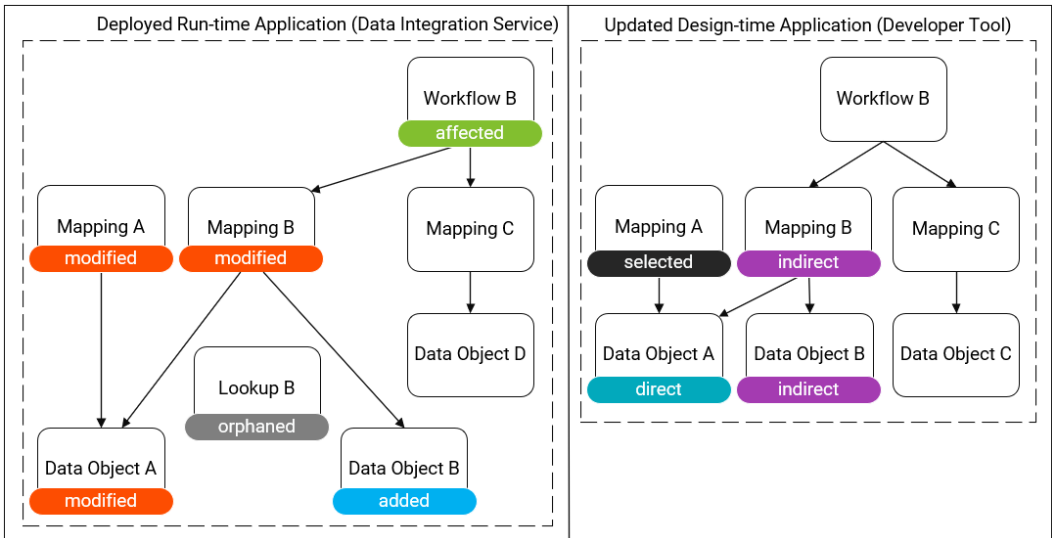 Deployed Run-time Application (Data Integration Service)
Workflow B
affected
Mapping A
modified
Mapping B
modified
Mapping C
Data Object D
Lookup B
orphaned
Data Object A
modified
Data Object B
added
Updated Design-time Application (Developer Tool)
Workflow B
Mapping A
selected
Mapping B
indirect
Mapping C
Data Object A
direct
Data Object B
indirect
Data Object C